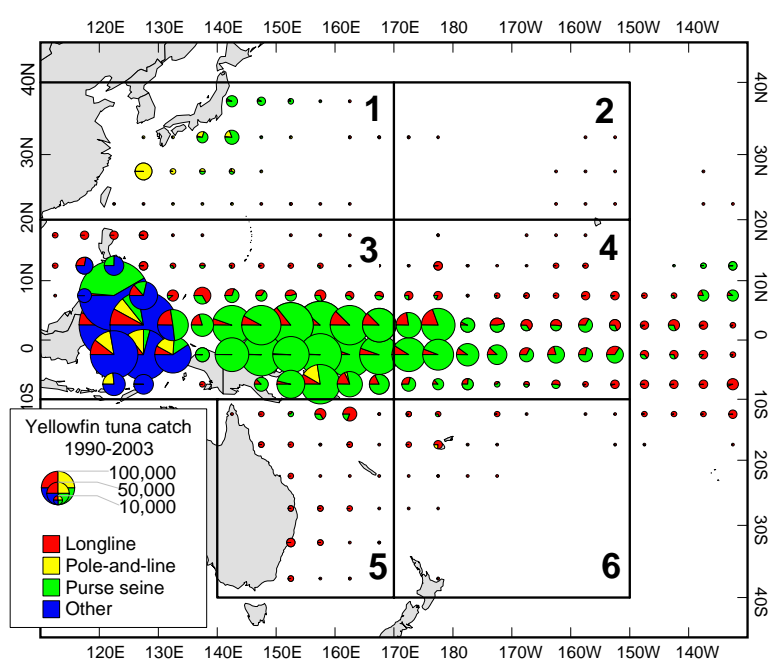 120E 130E 140E 150E 160E 170E 180 170W 160W 150W 140W
40N 40N
1 2
30N 30N
20N 20N
3 4
10N 10N
0 0
10S 10S
Yellowfin tuna catch
1990-2003
100,000
50,000
10,000
Longline
Pole-and-line
Purse seine
Other
20S
30S
5 6
40S
120E 130E 140E 150E 160E 170E 180 170W 160W 150W 140W